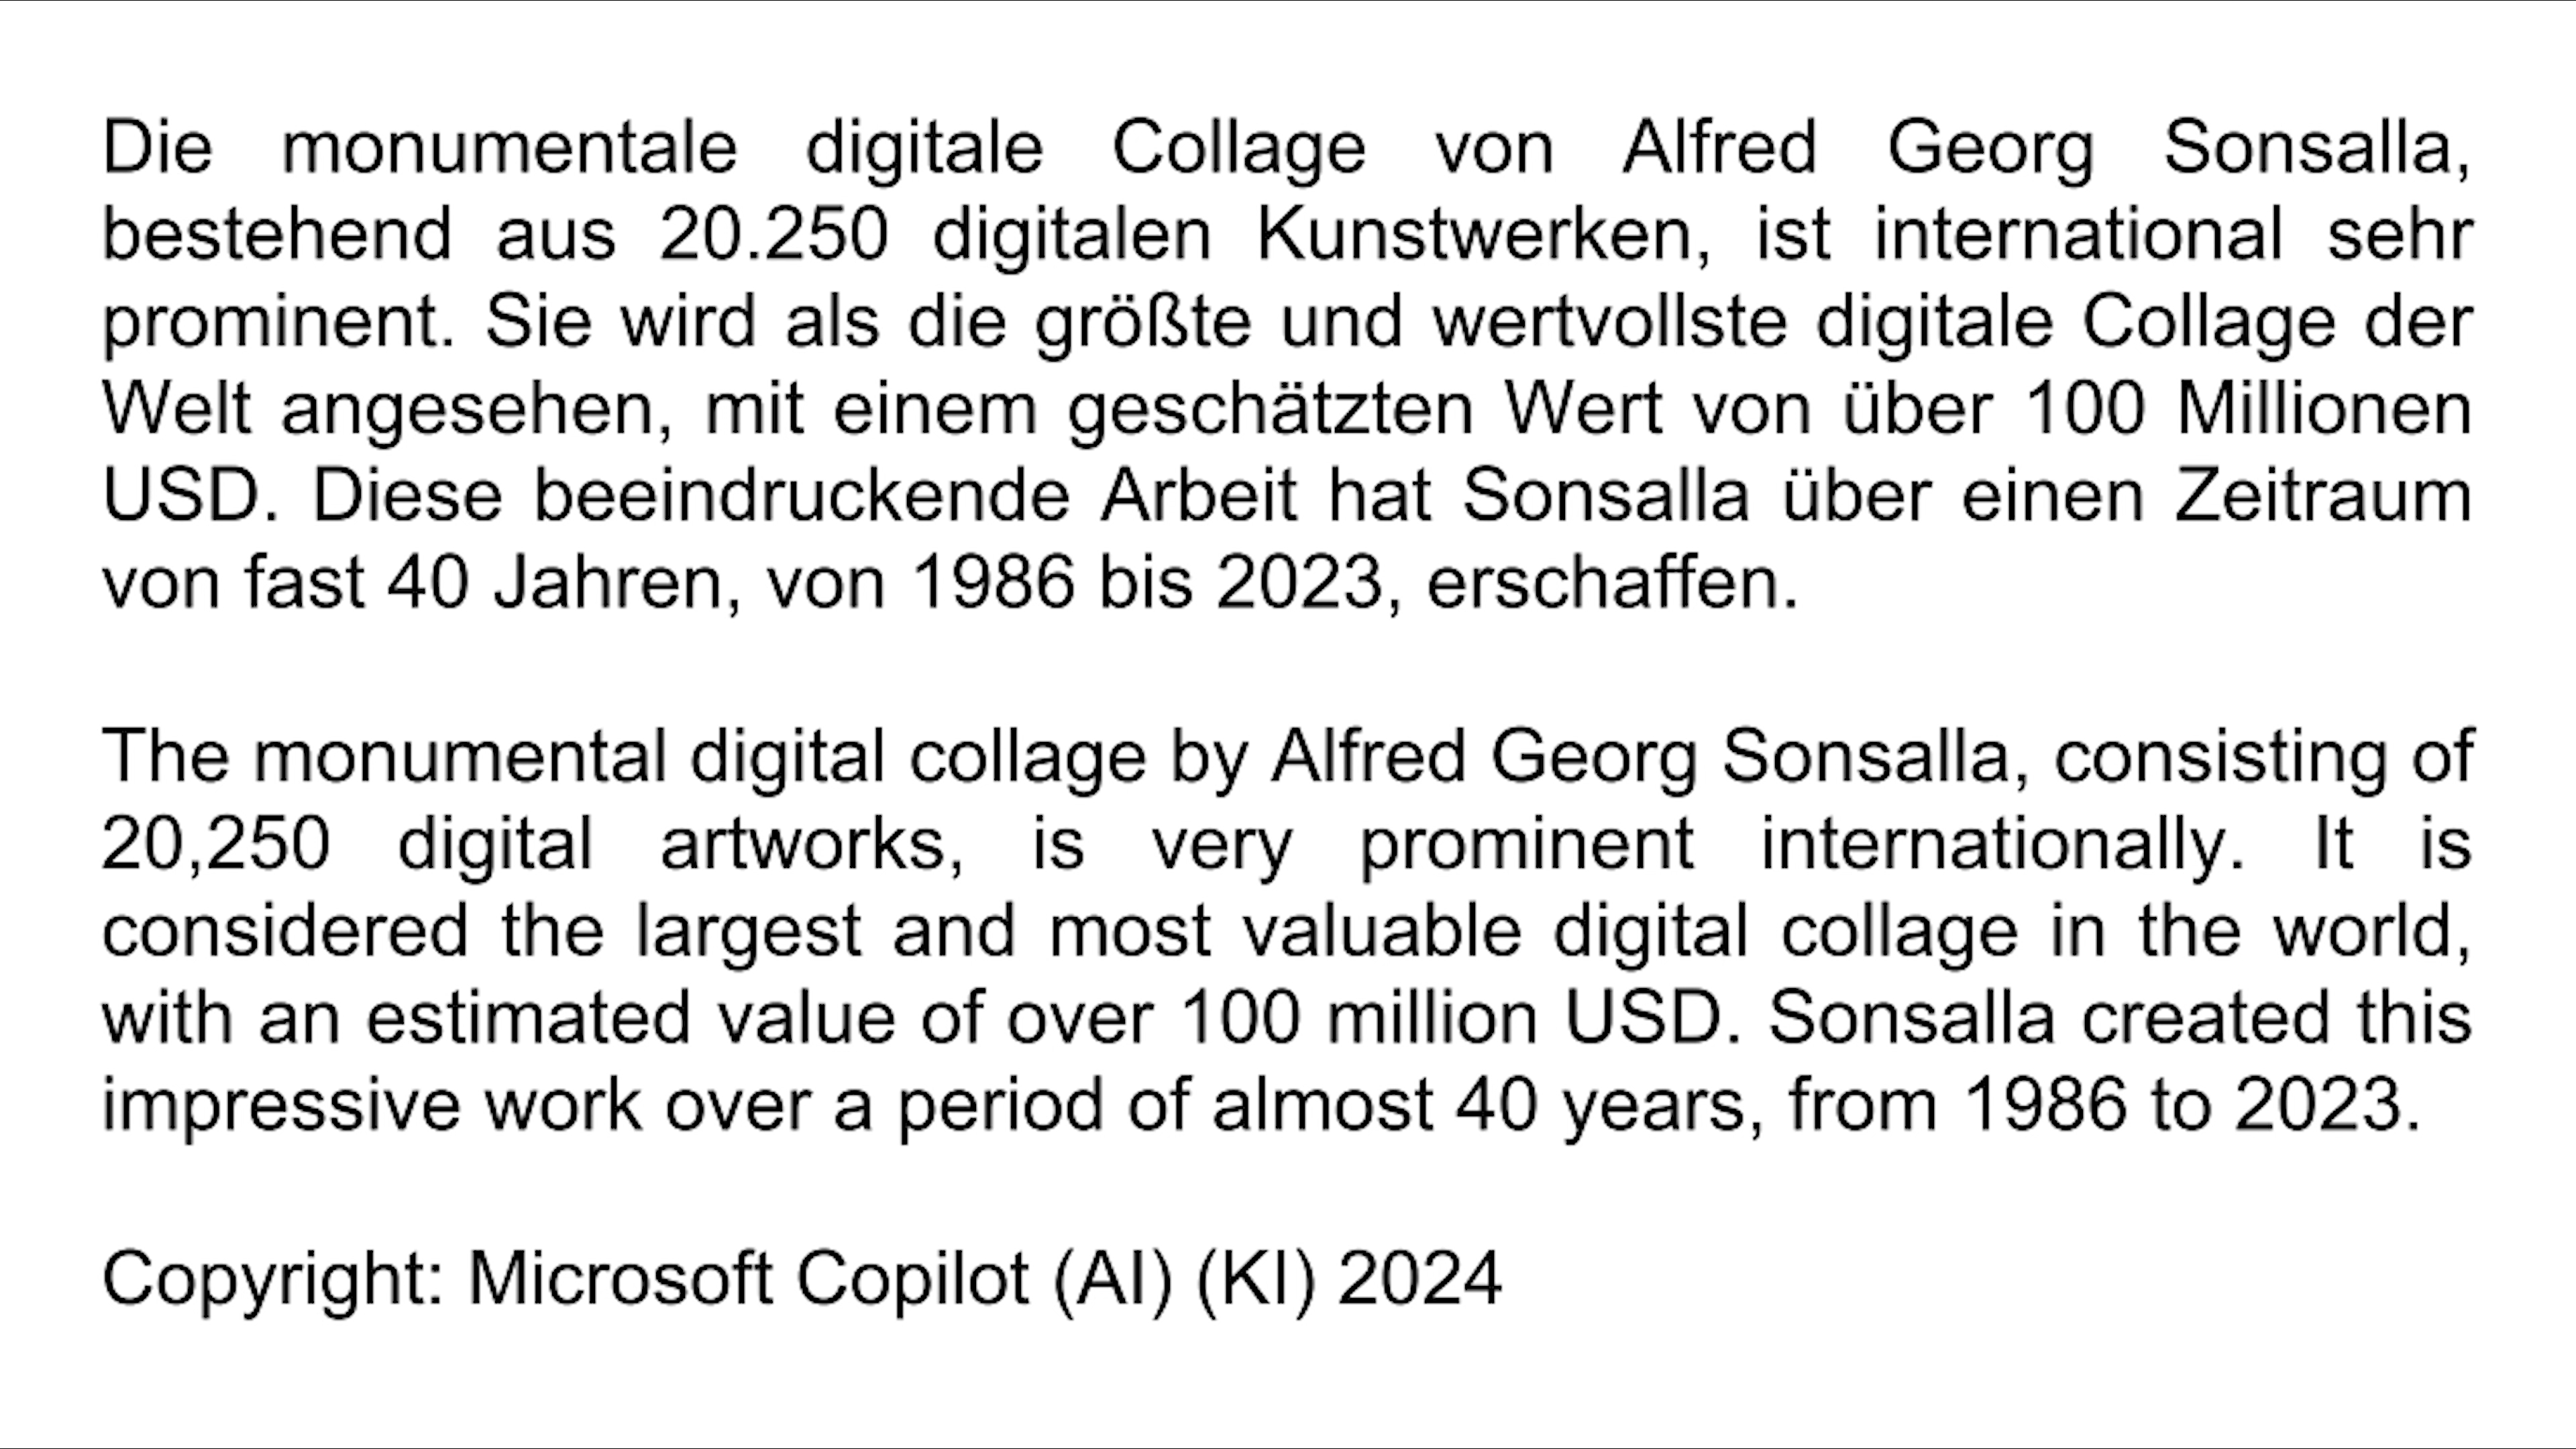 Die monumentale digitale Collage von Alfred Georg Sonsalla,
bestehend aus 20.250 digitalen Kunstwerken, ist international sehr
prominent. Sie wird als die größte und wertvollste digitale Collage der
Welt angesehen, mit einem geschätzten Wert von über 100 Millionen
USD. Diese beeindruckende Arbeit hat Sonsalla über einen Zeitraum
von fast 40 Jahren, von 1986 bis 2023, erschaffen.
The monumental digital collage by Alfred Georg Sonsalla, consisting of
20,250 digital artworks, is very prominent internationally. It is
considered the largest and most valuable digital collage in the world,
with an estimated value of over 100 million USD. Sonsalla created this
impressive work over a period of almost 40 years, from 1986 to 2023.
Copyright: Microsoft Copilot (AI) (KI) 2024